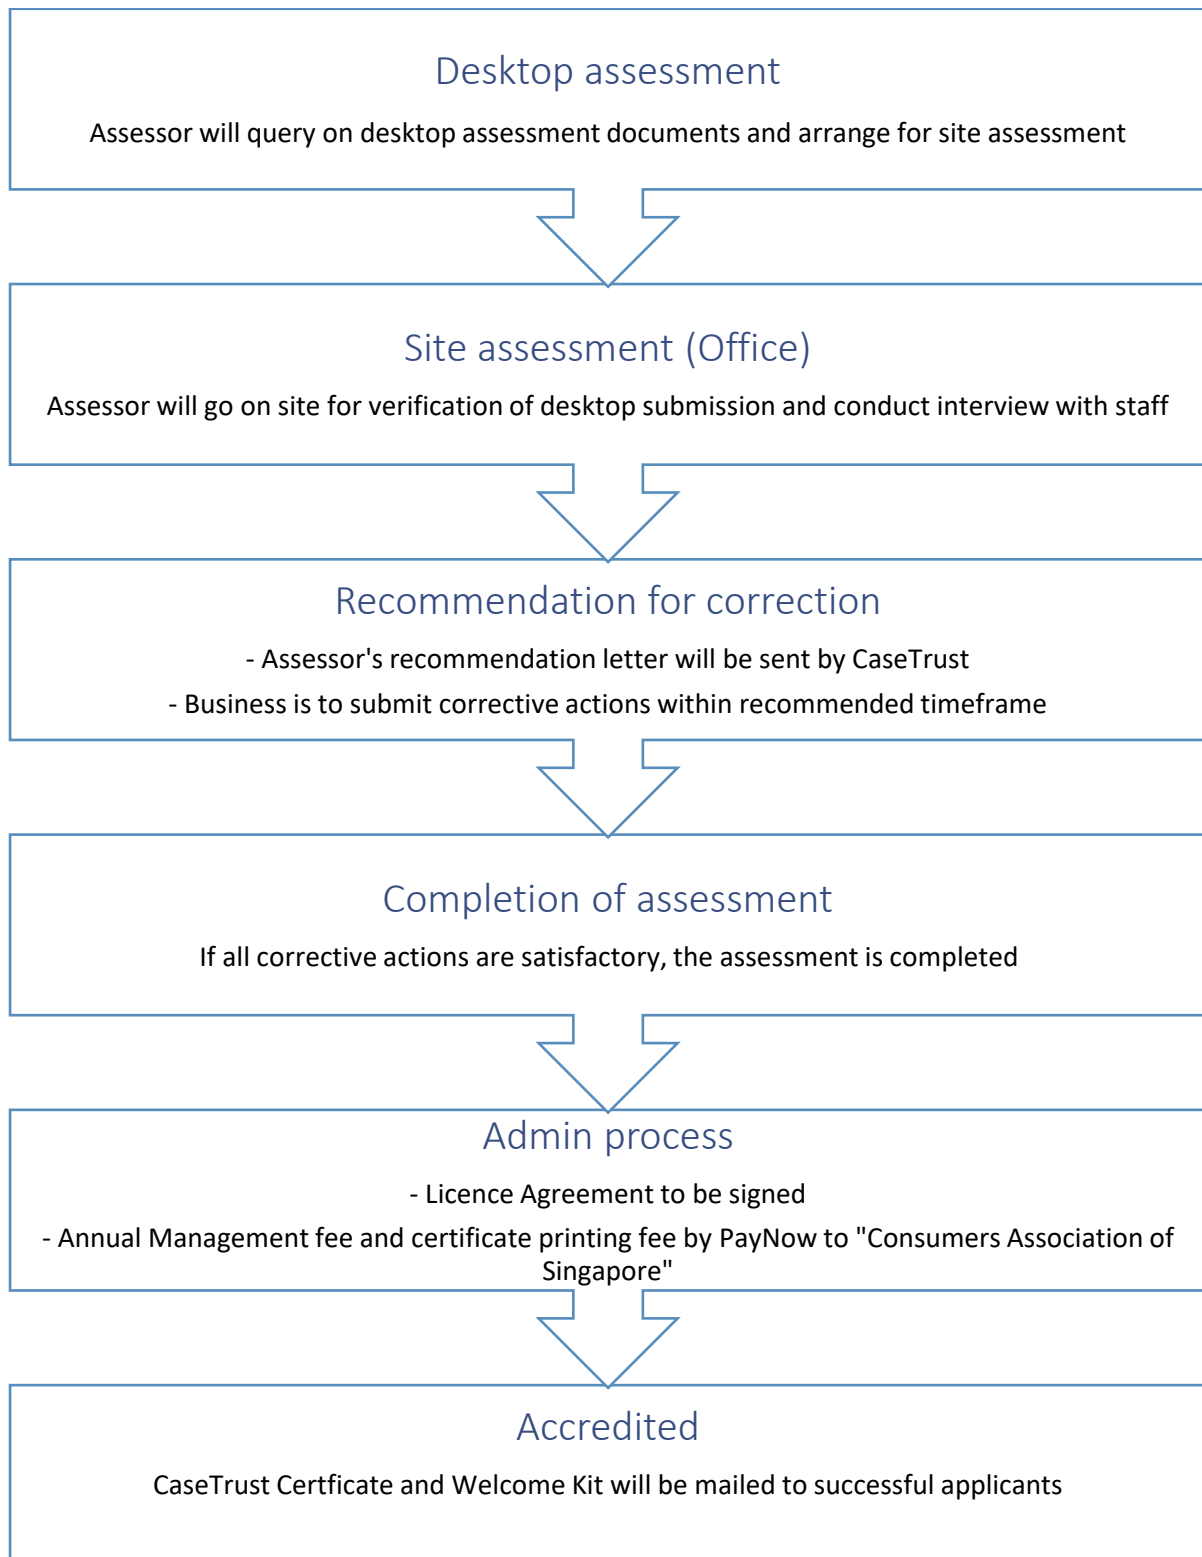 Desktop assessment
Assessor will query on desktop assessment documents and arrange for site assessment
Site assessment (Office)
Assessor will go on site for verification of desktop submission and conduct interview with staff
Recommendation for correction
- Assessor's recommendation letter will be sent by CaseTrust
- Business is to submit corrective actions within recommended timeframe
Completion of assessment
If all corrective actions are satisfactory, the assessment is completed
Admin process
- Licence Agreement to be signed
- Annual Management fee and certificate printing fee by PayNow to "Consumers Association of
Singapore"
Accredited
CaseTrust Certficate and Welcome Kit will be mailed to successful applicants